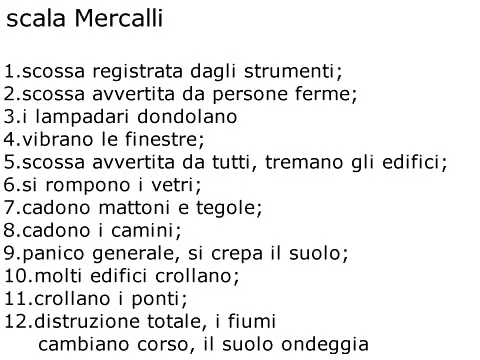 scala Mercalli
1.scossa registrata dagli strumenti;
2.scossa avvertita da persone ferme;
3.i lampadari dondolano
4.vibrano le finestre;
5.scossa avvertita da tutti, tremano gli edifici;
6.si rompono i vetri;
7.cadono mattoni e tegole;
8.cadono i camini;
9.panico generale, si crepa il suolo;
10.molti edifici crollano;
11.crollano i ponti;
12.distruzione totale, i fiumi
cambiano corso, il suolo ondeggia